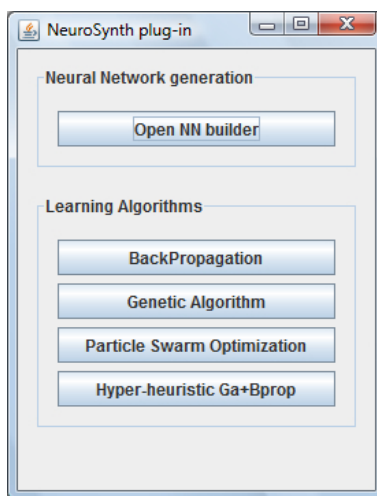 NeuroSynth plug-in
Neural Network generation
Open NN builder
Learning Algorithms
BackPropagation
Genetic Algorithm
Particle Swarm Optimization
Hyper-heuristic Ga+Bprop